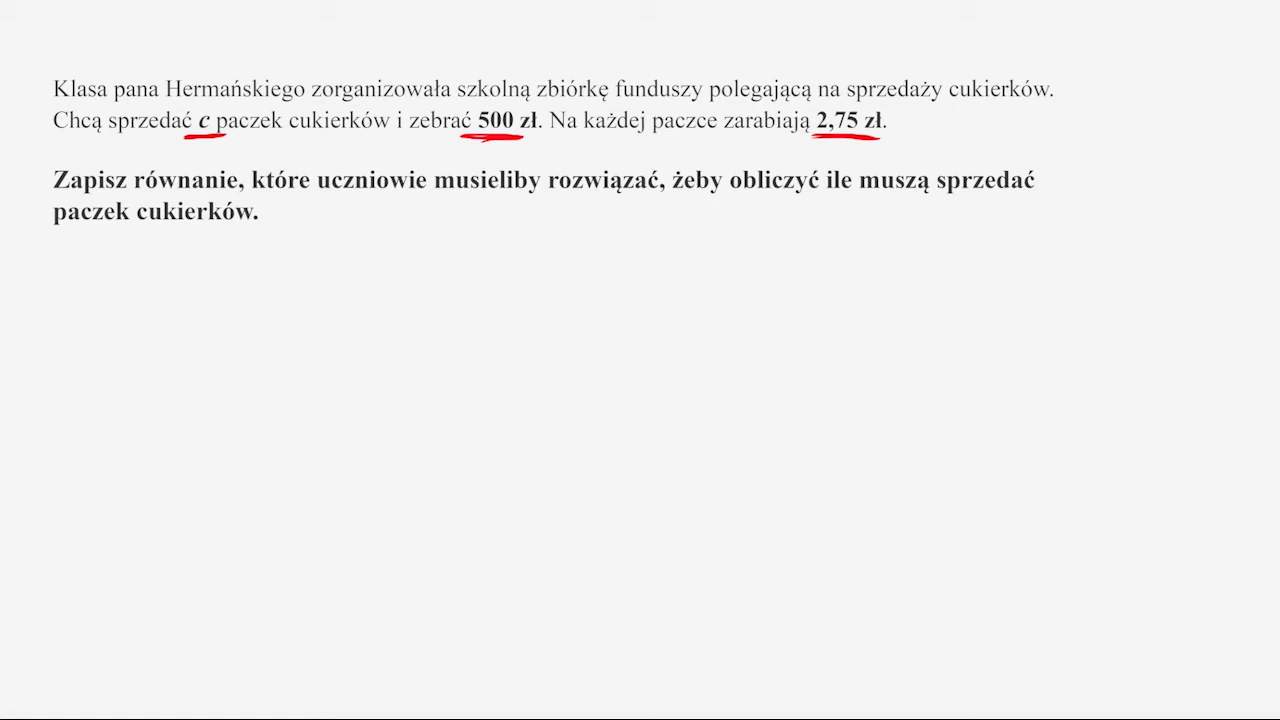 Klasa pana Hermańskiego zorganizowała szkolną zbiórkę funduszy polegającą na sprzedaży cukierków.
Chcą sprzedać c paczek cukierków i zebrać 500 zł. Na każdej paczce zarabiają 2,75 zł.
Zapisz równanie, które uczniowie musieliby rozwiązać, żeby obliczyć ile muszą sprzedać
paczek cukierków.